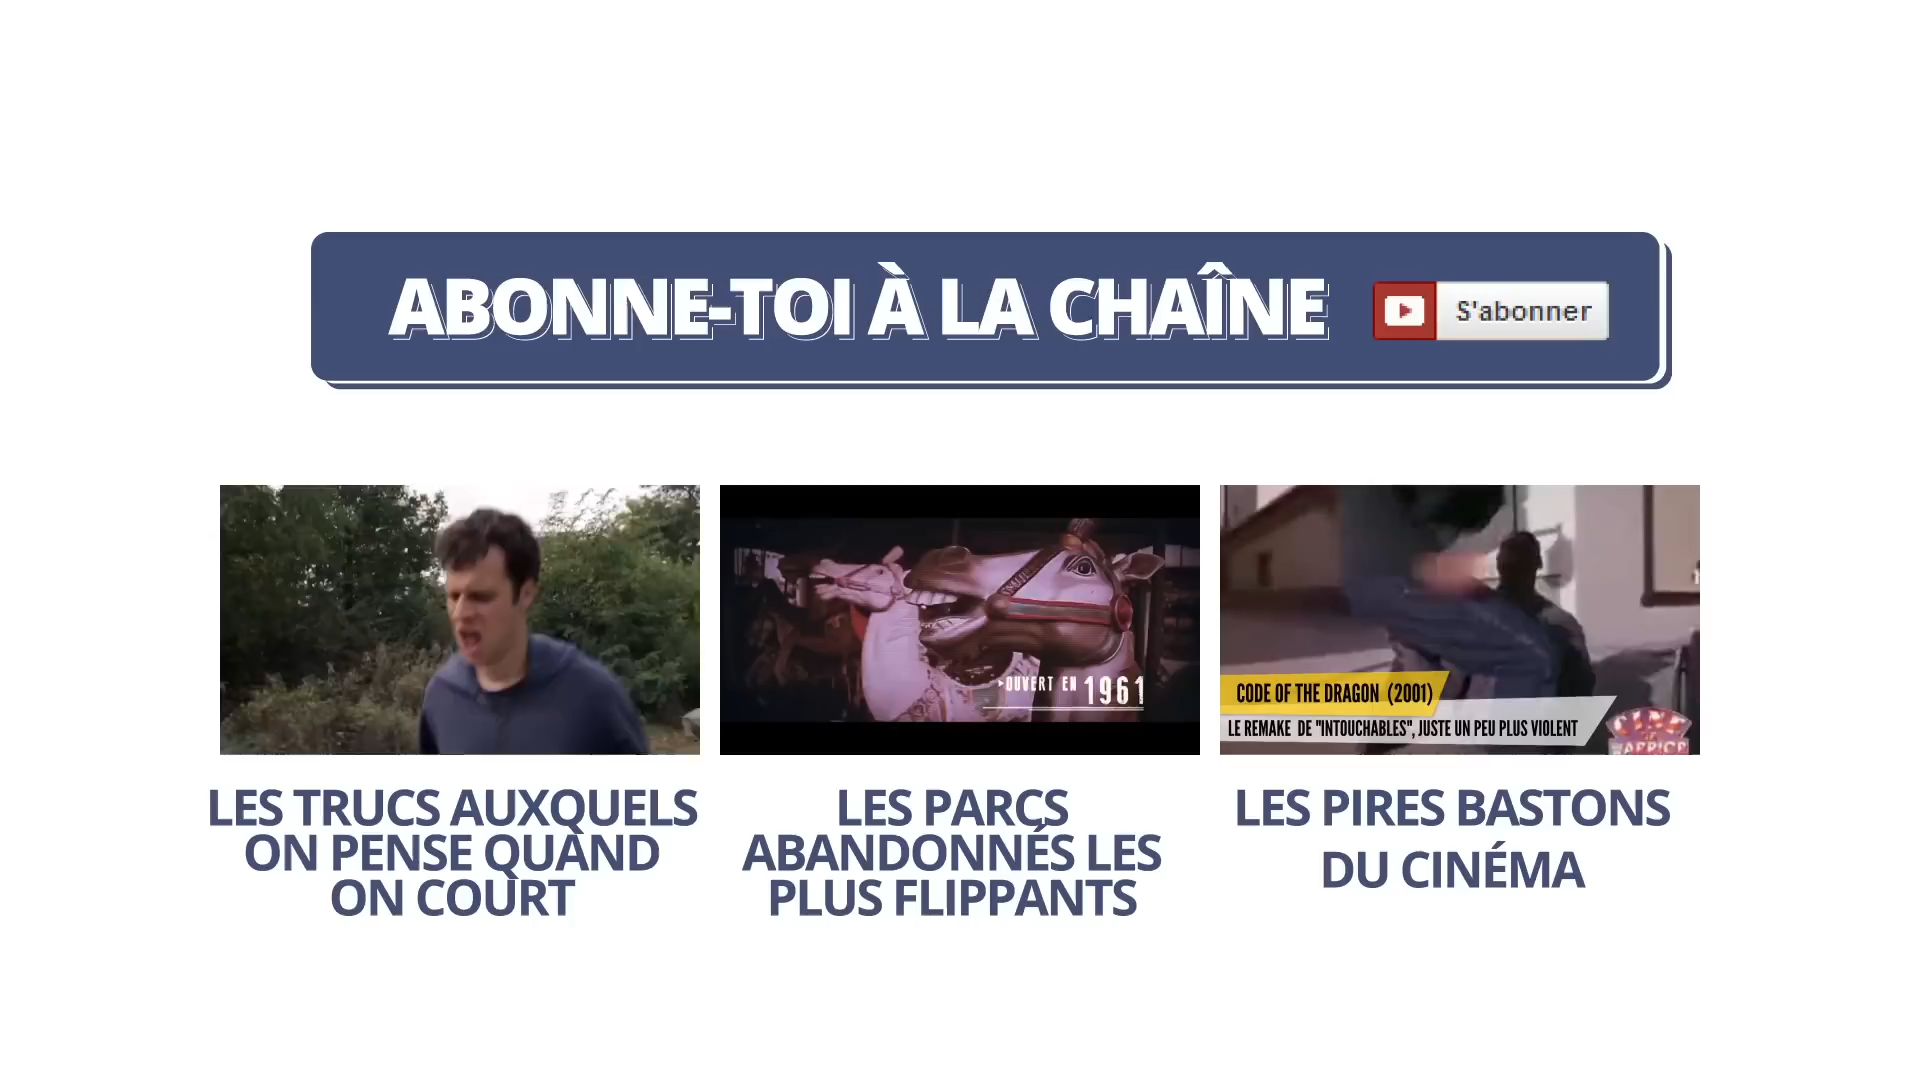 ABONNE-TOI À LA CHAÎNE
S'abonner
OUVERT EN 1961
CODE OF THE DRAGON (2001)
LE REMAKE DE "INTOUCHABLES", JUSTE UN PEU PLUS VIOLENT
CINE
LES TRUCS AUXQUELS
ON PENSE QUAND
ON COURT
LES PARCS
ABANDONNÉS LES
PLUS FLIPPANTS
LES PIRES BASTONS
DU CINÉMA